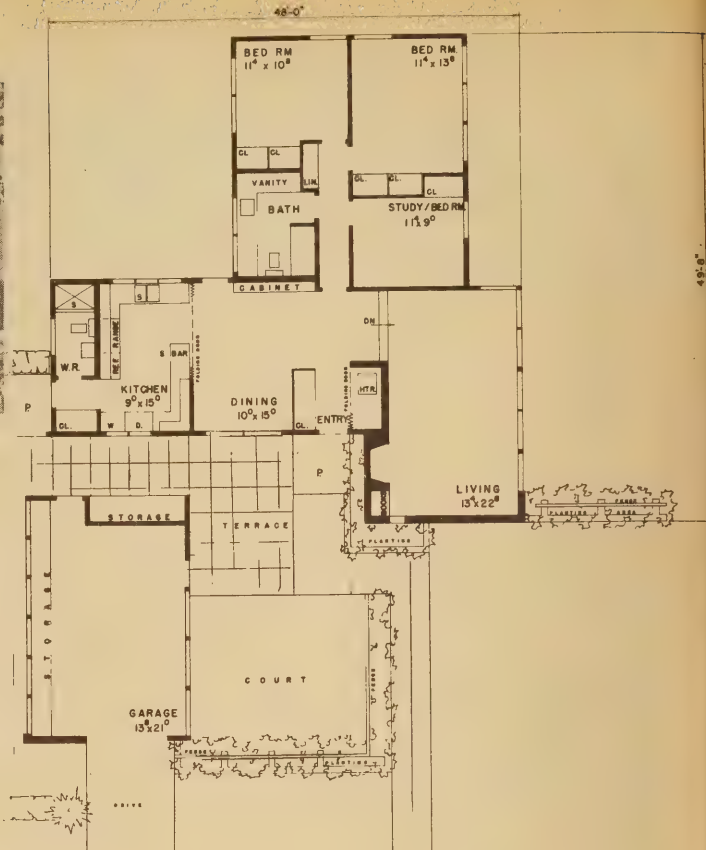 48'-0"
BED RM
11⁴ x 10⁸
BED RM.
11⁴ x 13⁸
CL
CL
LIN.
CL.
CL.
CL
VANITY
BATH
STUDY/BED RM.
11⁴ x 9⁰
49'-8"
CABINET
S
S
W.R.
REF. RANGE
S BAR
FOLDING DOOR
KITCHEN
9⁰ x 15⁰
DINING
10⁰ x 15⁰
DN
FOLDING DOOR
HTR.
ENTRY
CL.
CL.
W
D.
P.
P
LIVING
13⁴ x 22⁸
BOOKS
FENCE
PLANTING
AREA
PLANTING
STORAGE
TERRACE
STORAGE
COURT
FENCE
GARAGE
13⁸ x 21⁰
FENCE
PLANTING
DRIVE